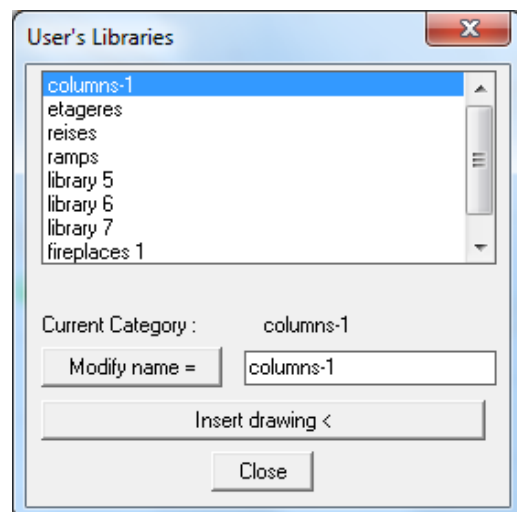 User's Libraries
columns-1
etageres
reises
ramps
library 5
library 6
library 7
fireplaces 1
Current Category : columns-1
Modify name = columns-1
Insert drawing <
Close